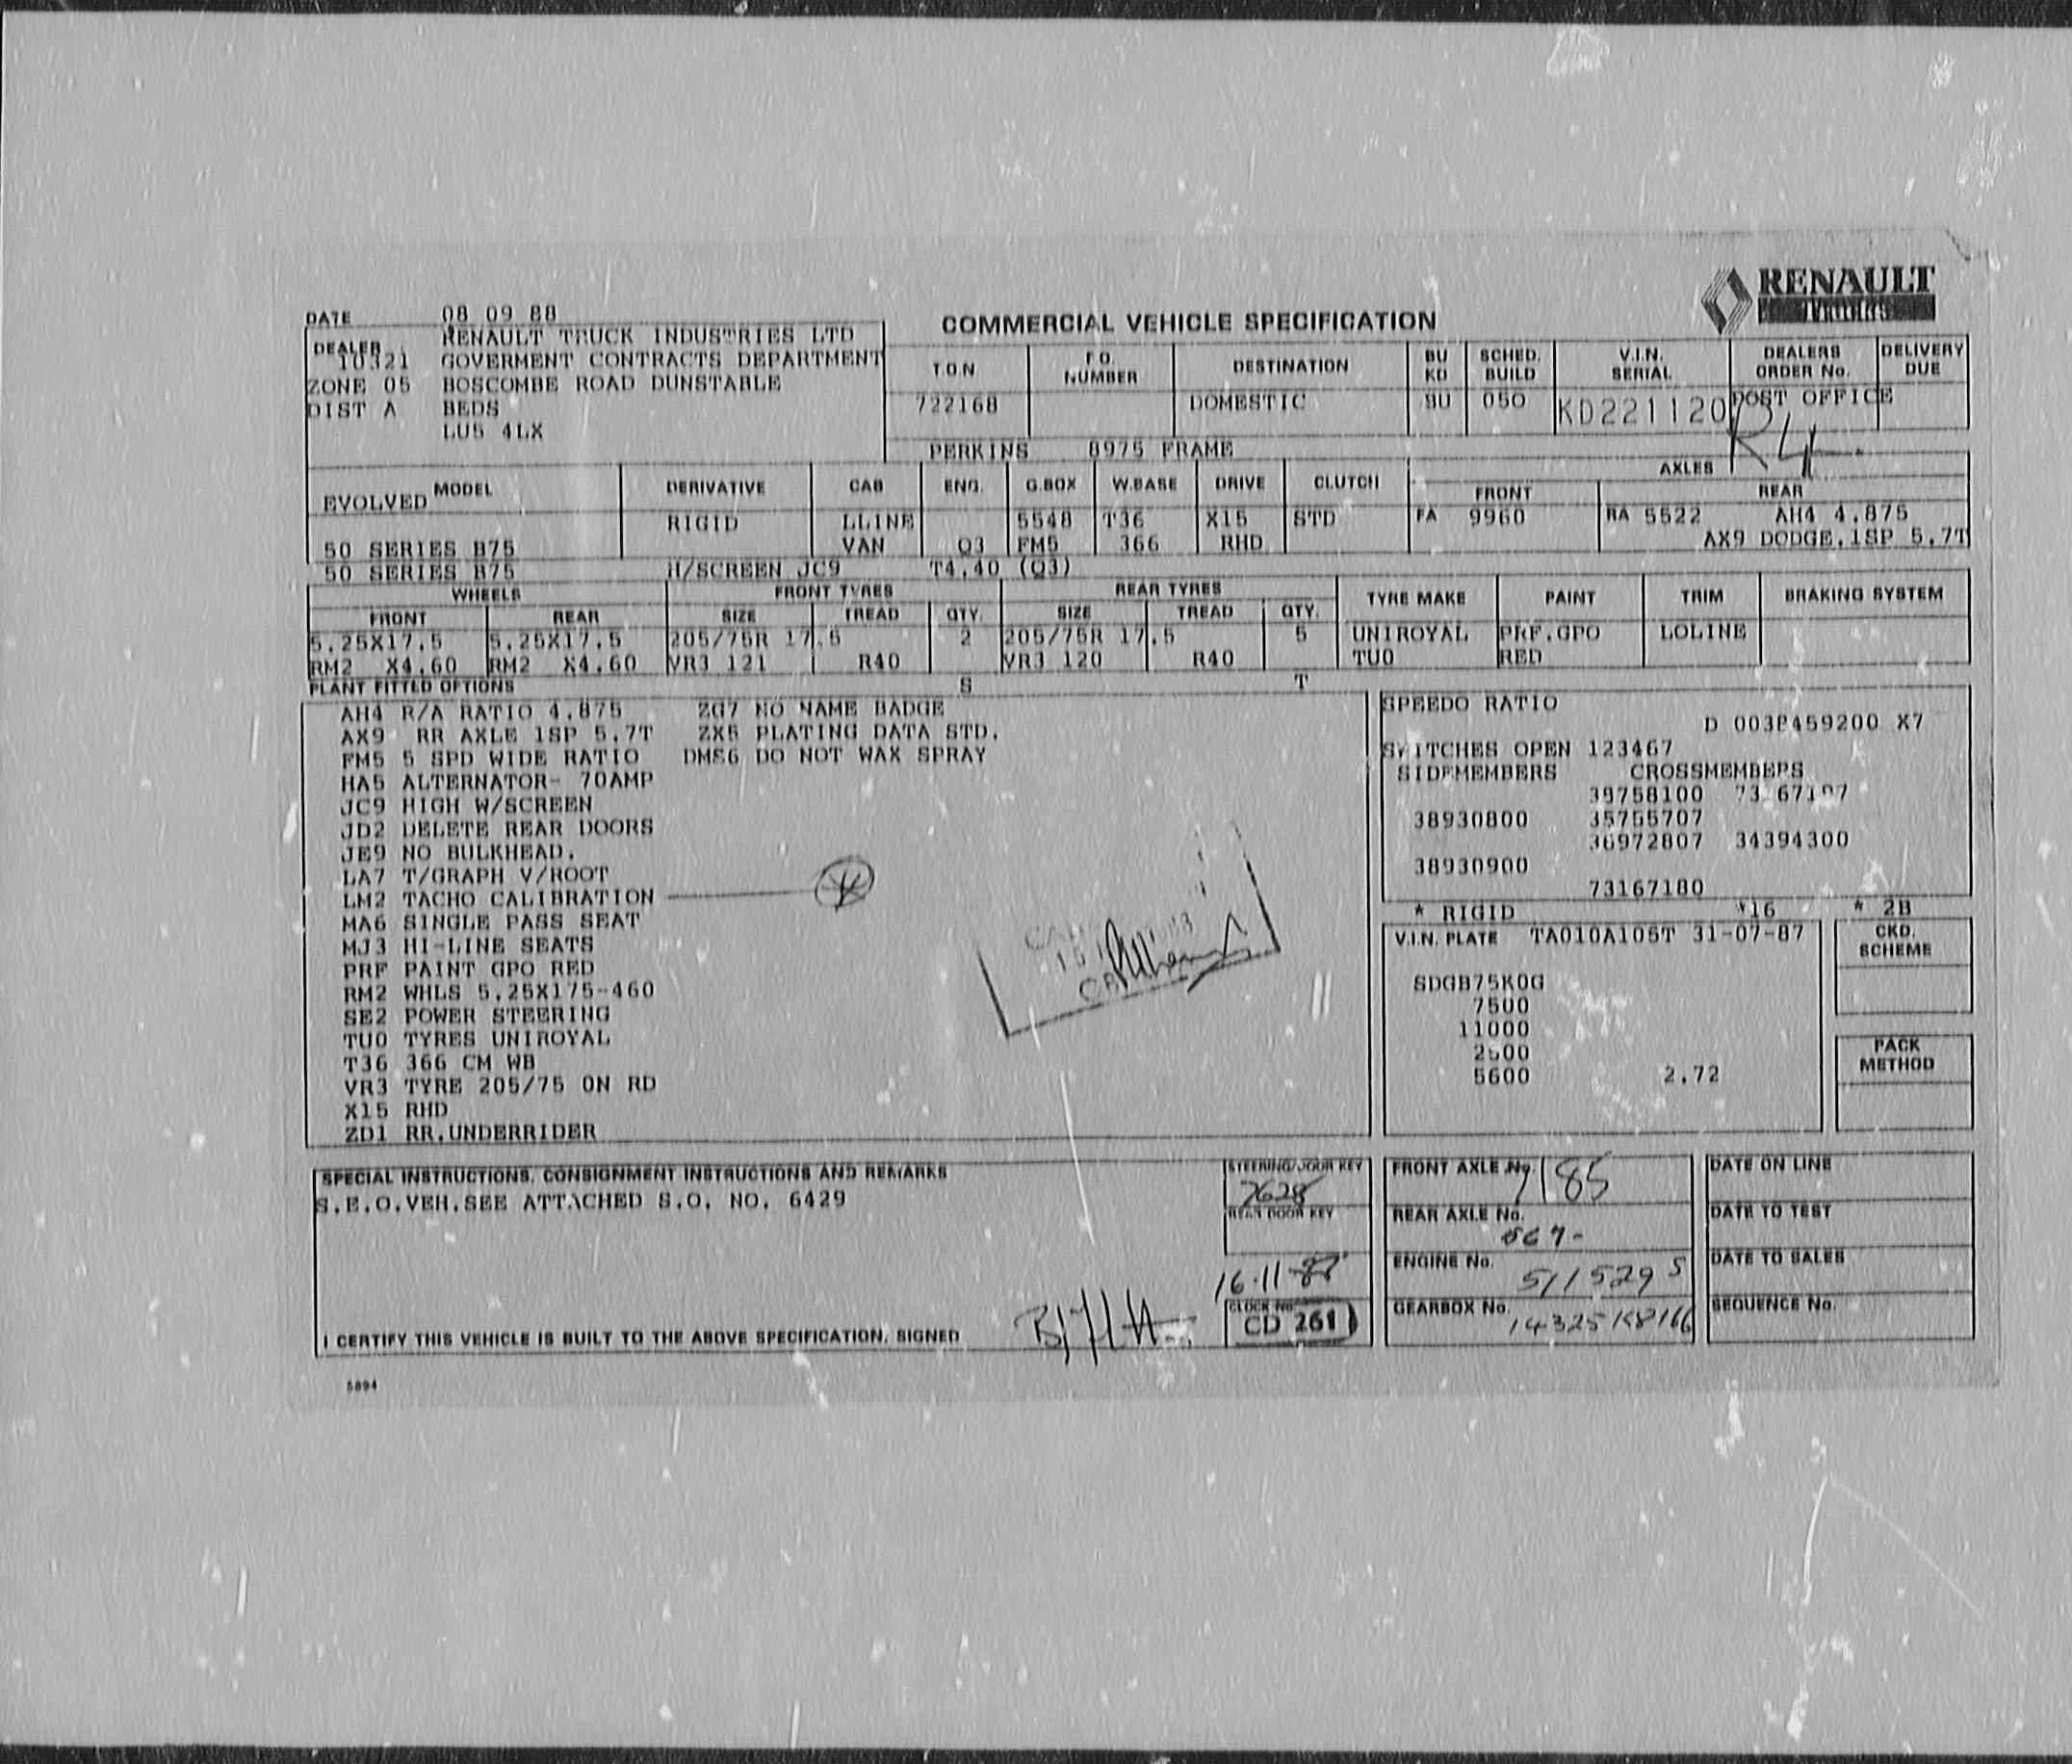 RENAULT
TRUCKS
DATE 08 09 88
COMMERCIAL VEHICLE SPECIFICATION
DEALER RENAULT TRUCK INDUSTRIES LTD
10321 GOVERMENT CONTRACTS DEPARTMENT
ZONE 05 BOSCOMBE ROAD DUNSTABLE
DIST A BEDS
LU5 4LX
T.O.N F.O. NUMBER DESTINATION BU KD SCHED. BUILD V.I.N. SERIAL DEALERS ORDER No. DELIVERY DUE
722168 DOMESTIC BU 050 KD221120 POST OFFICE
R4
PERKINS 8975 FRAME
MODEL DERIVATIVE CAB ENG. G.BOX W.BASE DRIVE CLUTCH AXLES
FRONT REAR
EVOLVED
RIGID LLINE 5548 T36 X15 STD FA 9960 RA 5522 AH4 4.875
50 SERIES B75 VAN Q3 FM5 366 RHD AX9 DODGE.1SP 5.7T
50 SERIES B75 H/SCREEN JC9 T4.40 (Q3)
WHEELS FRONT TYRES REAR TYRES TYRE MAKE PAINT TRIM BRAKING SYSTEM
FRONT REAR SIZE TREAD QTY. SIZE TREAD QTY.
5.25X17.5 5.25X17.5 205/75R 17.5 2 205/75R 17.5 5 UNIROYAL PRF.GPO LOLINE
RM2 X4.60 RM2 X4.60 VR3 121 R40 VR3 120 R40 TU0 RED
PLANT FITTED OPTIONS S T
AH4 R/A RATIO 4.875 ZG7 NO NAME BADGE
AX9 RR AXLE 1SP 5.7T ZX5 PLATING DATA STD.
FM5 5 SPD WIDE RATIO DMS6 DO NOT WAX SPRAY
HA5 ALTERNATOR- 70AMP
JC9 HIGH W/SCREEN
JD2 DELETE REAR DOORS
JE9 NO BULKHEAD.
LA7 T/GRAPH V/ROOT
LM2 TACHO CALIBRATION
MA6 SINGLE PASS SEAT
MJ3 HI-LINE SEATS
PRF PAINT GPO RED
RM2 WHLS 5.25X175-460
SE2 POWER STEERING
TU0 TYRES UNIROYAL
T36 366 CM WB
VR3 TYRE 205/75 ON RD
X15 RHD
ZD1 RR.UNDERRIDER
SPEEDO RATIO
D 003P459200 X7
SWITCHES OPEN 123467
SIDEMEMBERS CROSSMEMBERS
39758100
38930800 35755707
36972807 34394300
38930900
73167180
* RIGID *16 * 2B
V.I.N. PLATE TA010A105T 31-07-87
SDGB75K0G
7500
11000
2600
5600 2.72
CKD. SCHEME
PACK METHOD
SPECIAL INSTRUCTIONS. CONSIGNMENT INSTRUCTIONS AND REMARKS
S.E.O.VEH.SEE ATTACHED S.O. NO. 6429
I CERTIFY THIS VEHICLE IS BUILT TO THE ABOVE SPECIFICATION. SIGNED
STEERING/DOOR KEY
7628
REAR DOOR KEY
16.11-88
CLOCK No.
CD 261
FRONT AXLE No. 7185
REAR AXLE No. 867-
ENGINE No. 511529 S
GEARBOX No. 14325 K8166
DATE ON LINE
DATE TO TEST
DATE TO SALES
SEQUENCE No.
5894